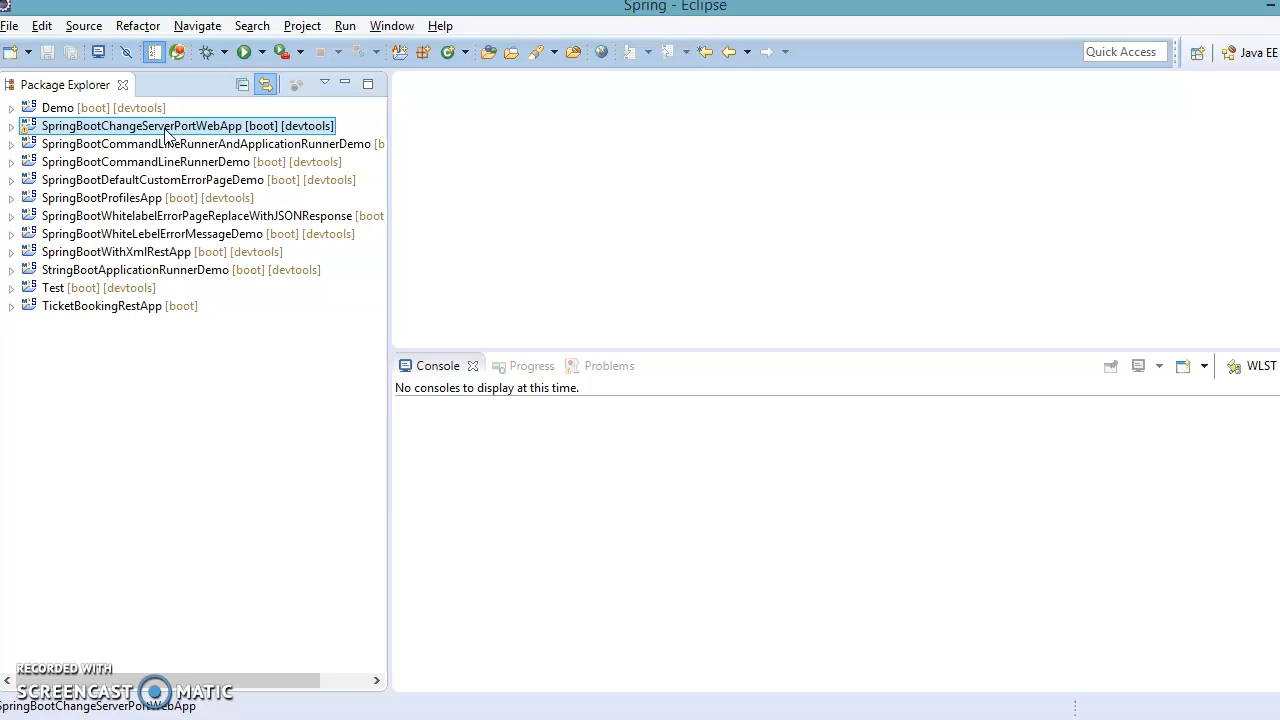 Spring - Eclipse
File Edit Source Refactor Navigate Search Project Run Window Help
Quick Access
Java EE
Package Explorer
Demo [boot] [devtools]
SpringBootChangeServerPortWebApp [boot] [devtools]
SpringBootCommandLineRunnerAndApplicationRunnerDemo [b
SpringBootCommandLineRunnerDemo [boot] [devtools]
SpringBootDefaultCustomErrorPageDemo [boot] [devtools]
SpringBootProfilesApp [boot] [devtools]
SpringBootWhitelabelErrorPageReplaceWithJSONResponse [boot
SpringBootWhiteLebelErrorMessageDemo [boot] [devtools]
SpringBootWithXmlRestApp [boot] [devtools]
StringBootApplicationRunnerDemo [boot] [devtools]
Test [boot] [devtools]
TicketBookingRestApp [boot]
Console Progress Problems
WLST
No consoles to display at this time.
RECORDED WITH
SCREENCAST MATIC
SpringBootChangeServerPortWebApp